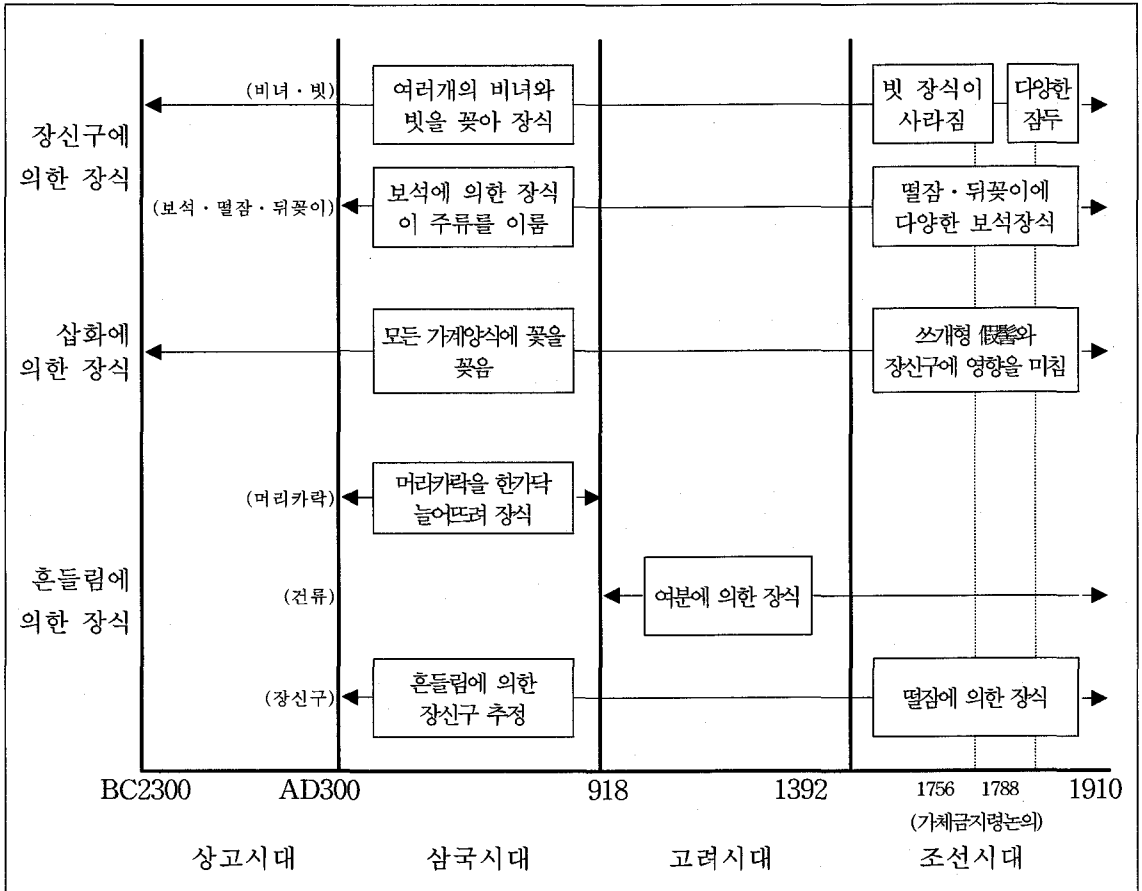 장신구에
의한 장식
(비녀 · 빗)
여러개의 비녀와
빗을 꽂아 장식
빗 장식이
사라짐
다양한
잠두
(보석 · 떨잠 · 뒤꽂이)
보석에 의한 장식
이 주류를 이룸
떨잠 · 뒤꽂이에
다양한 보석장식
삽화에
의한 장식
모든 가계양식에 꽃을
꽂음
쓰개형 假髻와
장신구에 영향을 미침
흔들림에
의한 장식
(머리카락)
머리카락을 한가닥
늘어뜨려 장식
(건류)
여분에 의한 장식
(장신구)
흔들림에 의한
장신구 추정
떨잠에 의한 장식
BC2300 AD300 918 1392 1756 1788 1910
(가체금지령논의)
상고시대 삼국시대 고려시대 조선시대